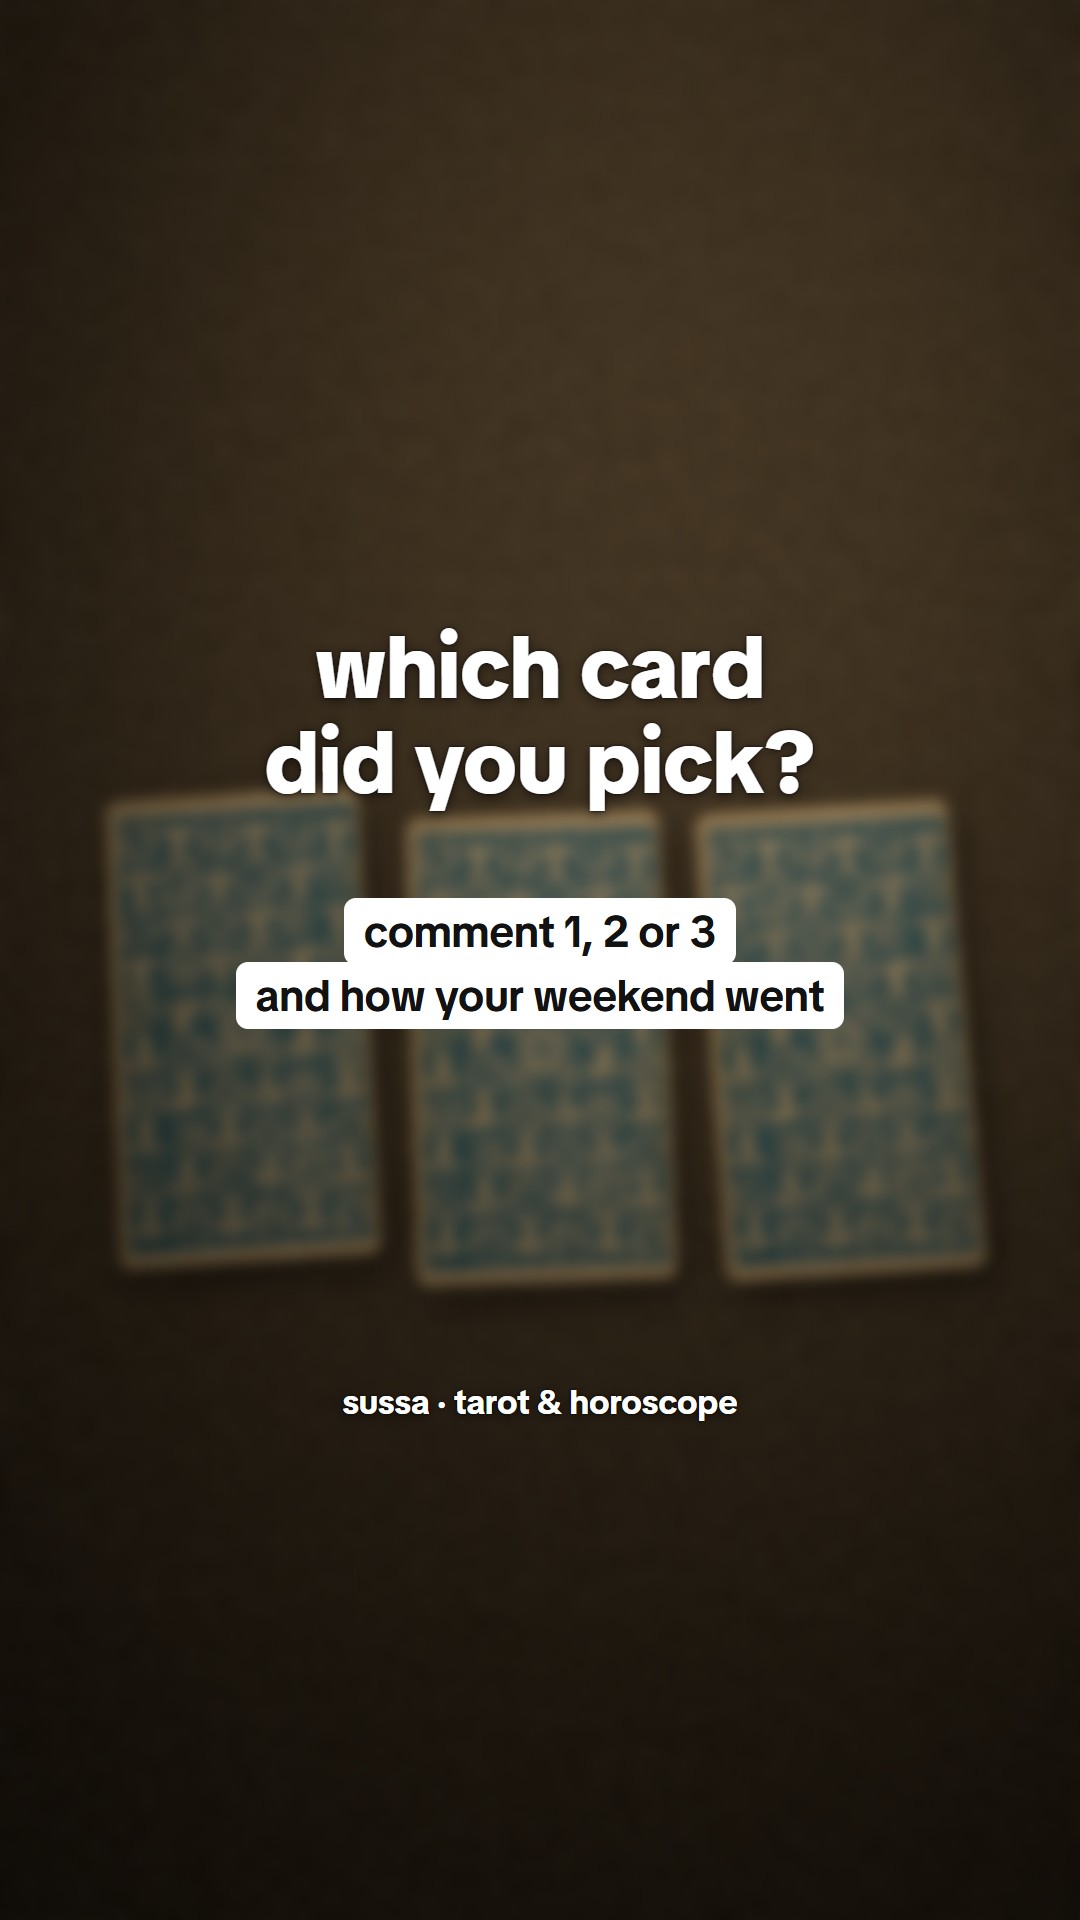 which card
did you pick?
comment 1, 2 or 3
and how your weekend went
sussa · tarot & horoscope